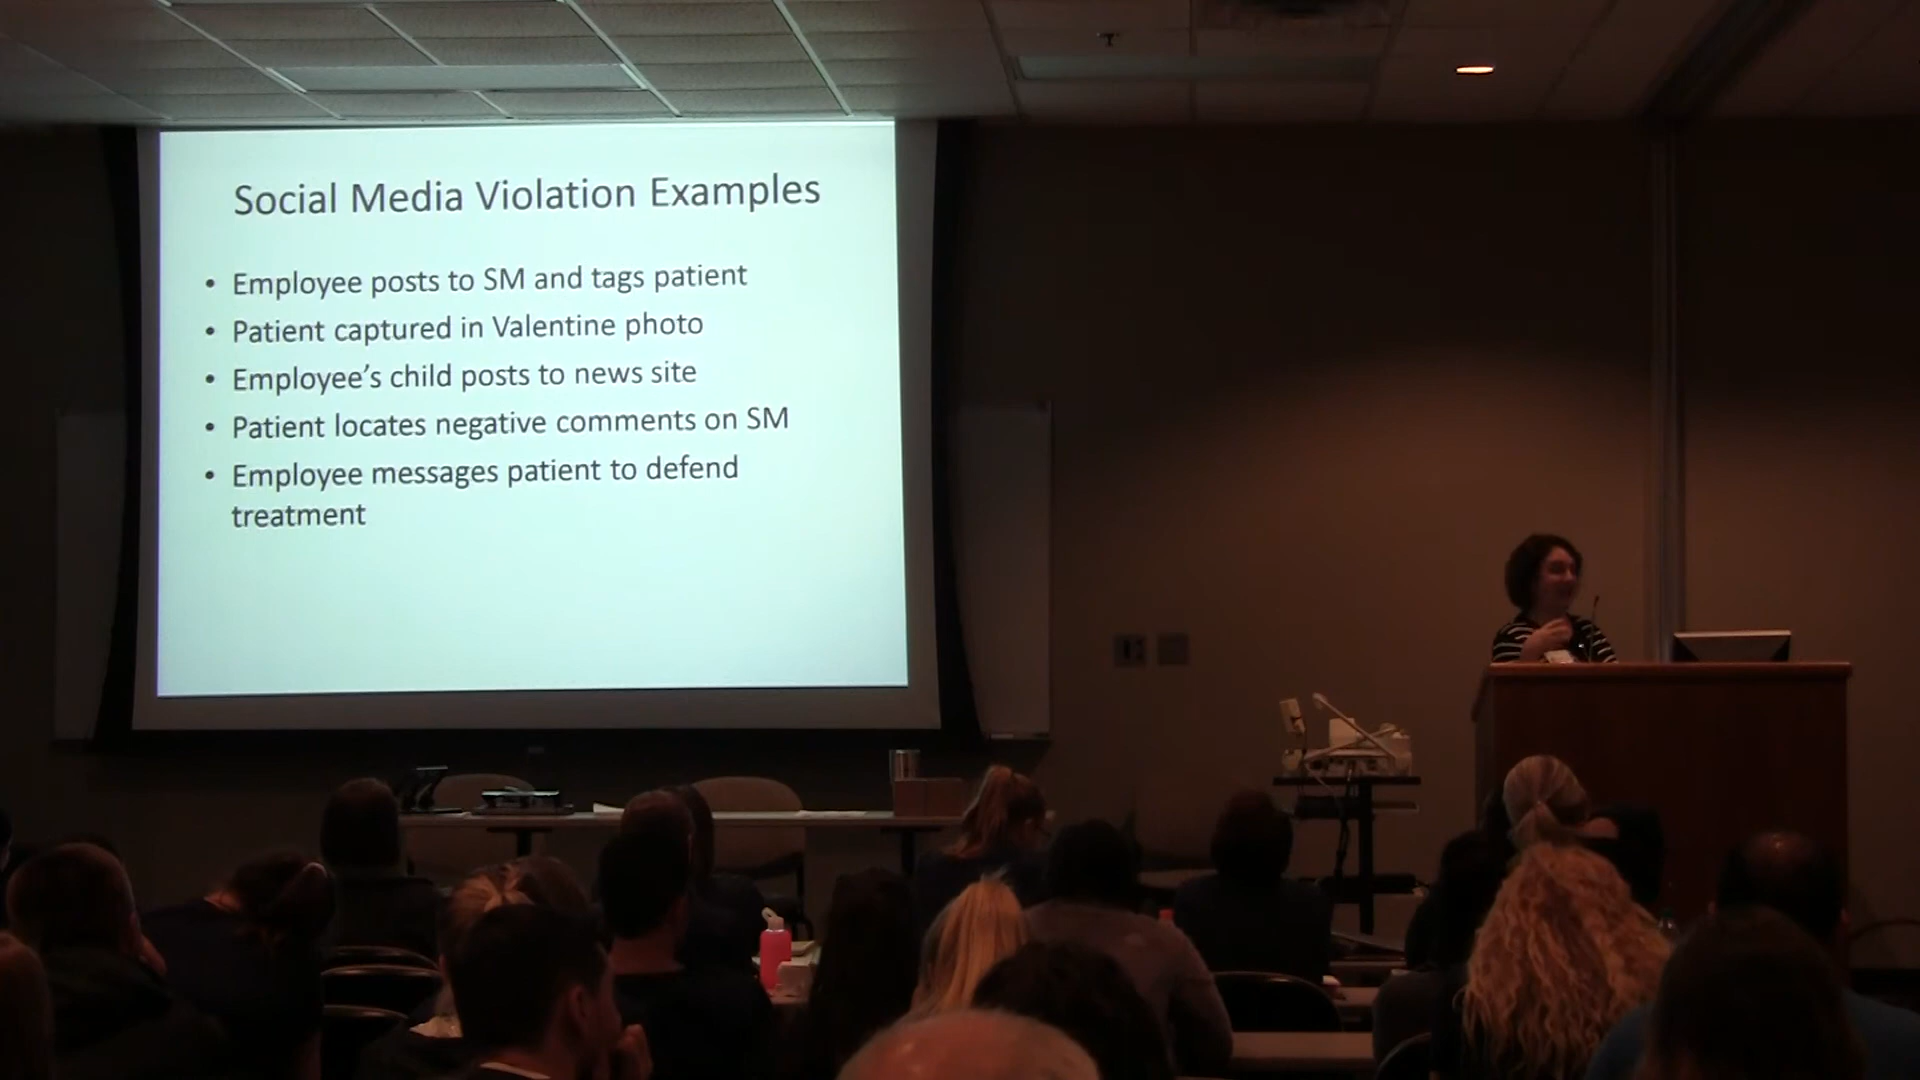 Social Media Violation Examples
• Employee posts to SM and tags patient
• Patient captured in Valentine photo
• Employee’s child posts to news site
• Patient locates negative comments on SM
• Employee messages patient to defend
treatment